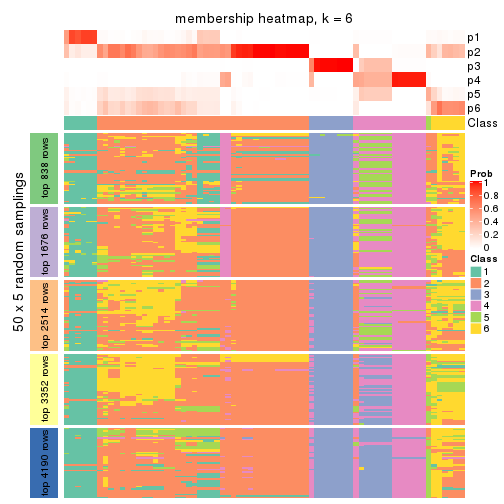 membership heatmap, k = 6
p1
p2
p3
p4
p5
p6
Class
50 x 5 random samplings
top 838 rows
top 1676 rows
top 2514 rows
top 3352 rows
top 4190 rows
Prob
1
0.8
0.6
0.4
0.2
0
Class
1
2
3
4
5
6